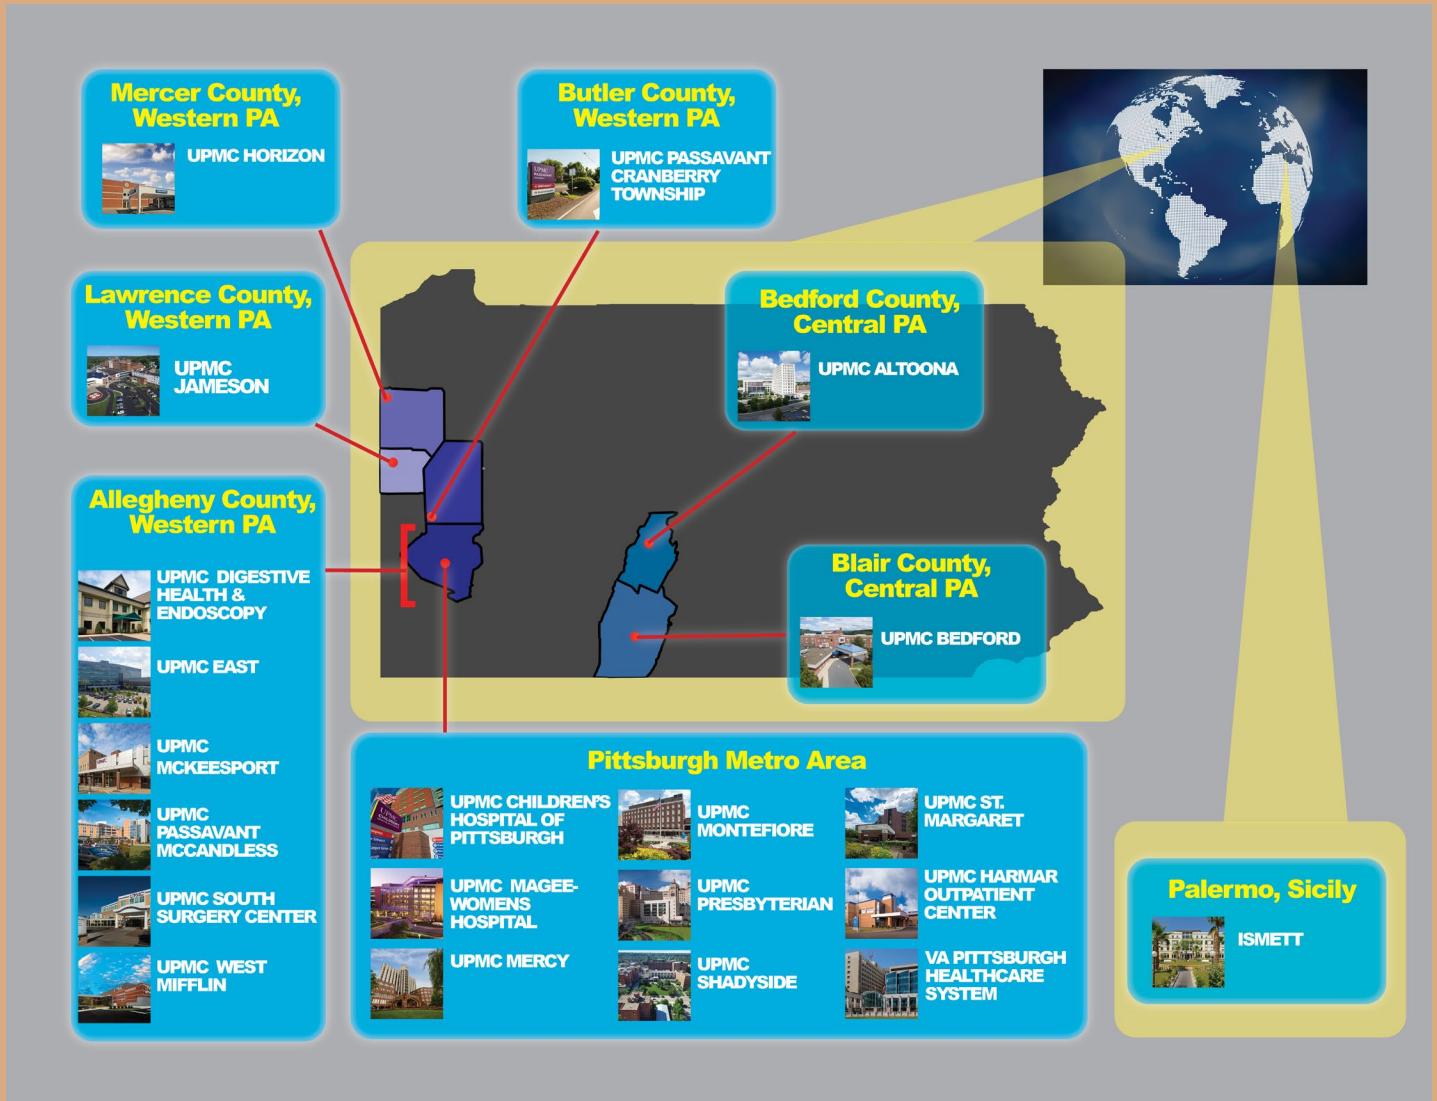 Mercer County,
Western PA
UPMC HORIZON
Butler County,
Western PA
UPMC PASSAVANT
CRANBERRY
TOWNSHIP
Lawrence County,
Western PA
UPMC
JAMESON
Bedford County,
Central PA
UPMC ALTOONA
Allegheny County,
Western PA
UPMC DIGESTIVE
HEALTH &
ENDOSCOPY
UPMC EAST
UPMC
MCKEESPORT
UPMC
PASSAVANT
MCCANDLESS
UPMC SOUTH
SURGERY CENTER
UPMC WEST
MIFFLIN
Blair County,
Central PA
UPMC BEDFORD
Pittsburgh Metro Area
UPMC CHILDREN'S
HOSPITAL OF
PITTSBURGH
UPMC MAGEE-
WOMENS
HOSPITAL
UPMC MERCY
UPMC
MONTEFIORE
UPMC
PRESBYTERIAN
UPMC
SHADYSIDE
UPMC ST.
MARGARET
UPMC HARMAR
OUTPATIENT
CENTER
VA PITTSBURGH
HEALTHCARE
SYSTEM
Palermo, Sicily
ISMETT